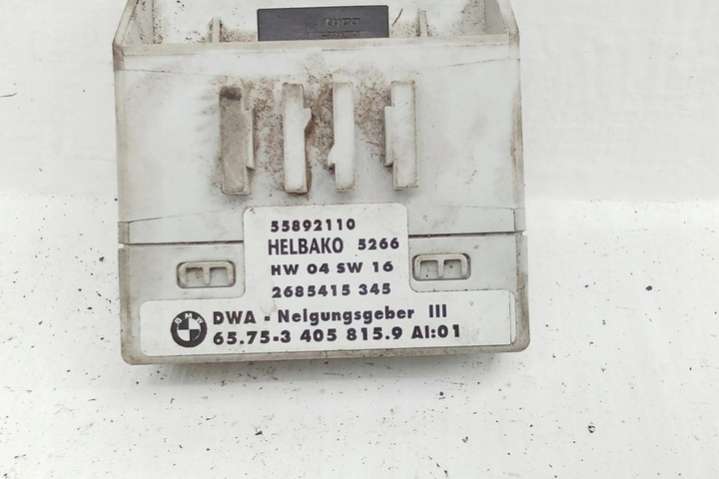 55892110
HELBAKO 5266
HW 04 SW 16
2685415 345
BMW
DWA - Neigungsgeber III
65.75-3 405 815.9 AI:01